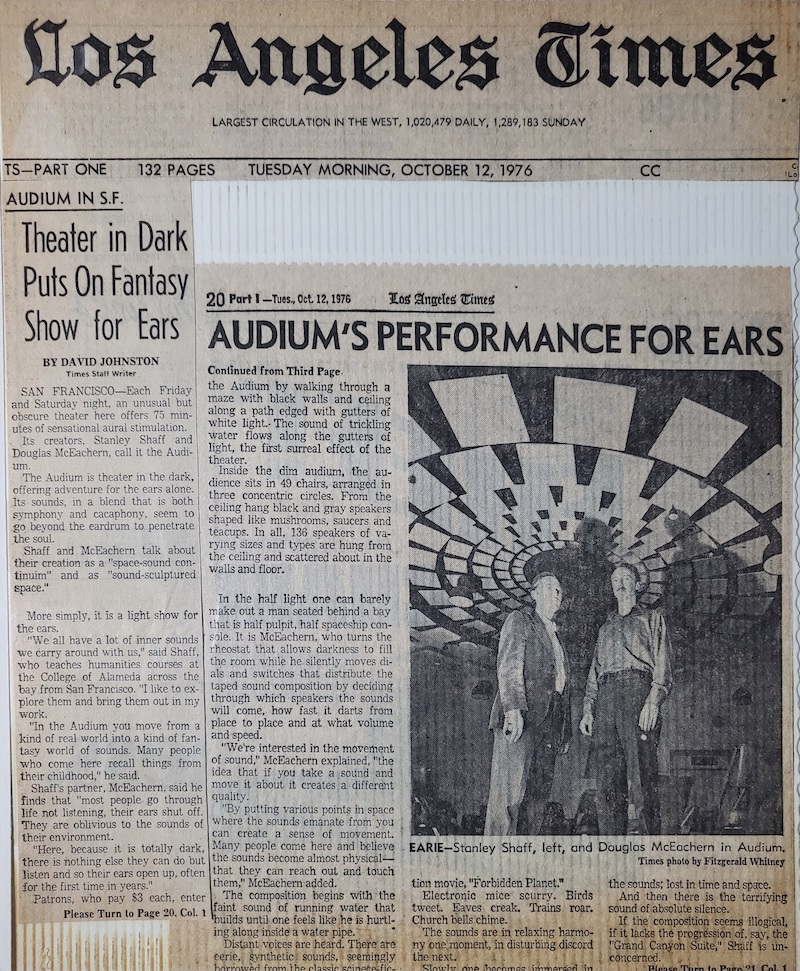 Los Angeles Times
LARGEST CIRCULATION IN THE WEST, 1,020,479 DAILY, 1,289,183 SUNDAY
TS—PART ONE 132 PAGES TUESDAY MORNING, OCTOBER 12, 1976 CC
AUDIUM IN S.F.
Theater in Dark
Puts On Fantasy
Show for Ears
BY DAVID JOHNSTON
Times Staff Writer
SAN FRANCISCO—Each Friday
and Saturday night, an unusual but
obscure theater here offers 75 min-
utes of sensational aural stimulation.
Its creators, Stanley Shaff and
Douglas McEachern, call it the Audi-
um.
The Audium is theater in the dark,
offering adventure for the ears alone.
Its sounds, in a blend that is both
symphony and cacaphony, seem to
go beyond the eardrum to penetrate
the soul.
Shaff and McEachern talk about
their creation as a "space-sound con-
tinuim" and as "sound-sculptured
space."
More simply, it is a light show for
the ears.
"We all have a lot of inner sounds
we carry around with us," said Shaff,
who teaches humanities courses at
the College of Alameda across the
bay from San Francisco. "I like to ex-
plore them and bring them out in my
work.
"In the Audium you move from a
kind of real world into a kind of fan-
tasy world of sounds. Many people
who come here recall things from
their childhood," he said.
Shaff's partner, McEachern, said he
finds that "most people go through
life not listening, their ears shut off.
They are oblivious to the sounds of
their environment.
"Here, because it is totally dark,
there is nothing else they can do but
listen and so their ears open up, often
for the first time in years."
Patrons, who pay $3 each, enter
Please Turn to Page 20, Col. 1
20 Part I—Tues., Oct. 12, 1976 Los Angeles Times
AUDIUM'S PERFORMANCE FOR EARS
Continued from Third Page
the Audium by walking through a
maze with black walls and ceiling
along a path edged with gutters of
white light. The sound of trickling
water flows along the gutters of
light, the first surreal effect of the
theater.
Inside the dim audium, the au-
dience sits in 49 chairs, arranged in
three concentric circles. From the
ceiling hang black and gray speakers
shaped like mushrooms, saucers and
teacups. In all, 136 speakers of va-
rying sizes and types are hung from
the ceiling and scattered about in the
walls and floor.
In the half light one can barely
make out a man seated behind a bay
that is half pulpit, half spaceship con-
sole. It is McEachern, who turns the
rheostat that allows darkness to fill
the room while he silently moves di-
als and switches that distribute the
taped sound composition by deciding
through which speakers the sounds
will come, how fast it darts from
place to place and at what volume
and speed.
"We're interested in the movement
of sound," McEachern explained, "the
idea that if you take a sound and
move it about it creates a different
quality.
"By putting various points in space
where the sounds emanate from you
can create a sense of movement.
Many people come here and believe
the sounds become almost physical—
that they can reach out and touch
them," McEachern added.
The composition begins with the
faint sound of running water that
builds until one feels like he is hurtl-
ing along inside a water pipe.
Distant voices are heard. There are
eerie, synthetic sounds, seemingly
borrowed from the classic science-fic-
EARIE—Stanley Shaff, left, and Douglas McEachern in Audium.
Times photo by Fitzgerald Whitney
tion movie, "Forbidden Planet."
Electronic mice scurry. Birds
tweet. Eaves creak. Trains roar.
Church bells chime.
The sounds are in relaxing harmo-
ny one moment, in disturbing discord
the next.
Slowly one becomes immersed in
the sounds; lost in time and space.
And then there is the terrifying
sound of absolute silence.
If the composition seems illogical,
if it lacks the progression of, say, the
"Grand Canyon Suite," Shaff is un-
concerned.
Please Turn to Page 21, Col. 1